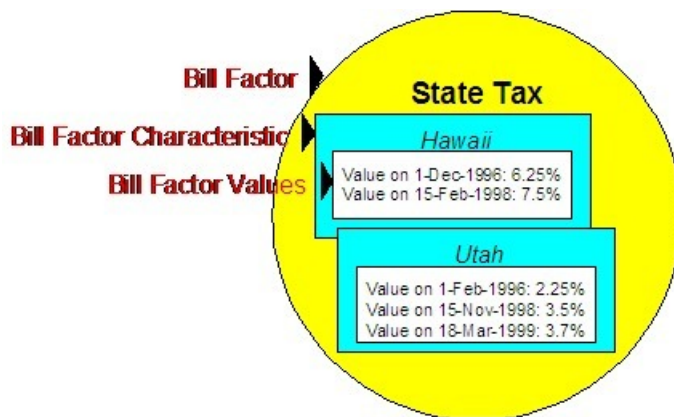 Bill Factor
State Tax
Bill Factor Characteristic
Hawaii
Bill Factor Values
Value on 1-Dec-1996: 6.25%
Value on 15-Feb-1998: 7.5%
Utah
Value on 1-Feb-1996: 2.25%
Value on 15-Nov-1998: 3.5%
Value on 18-Mar-1999: 3.7%